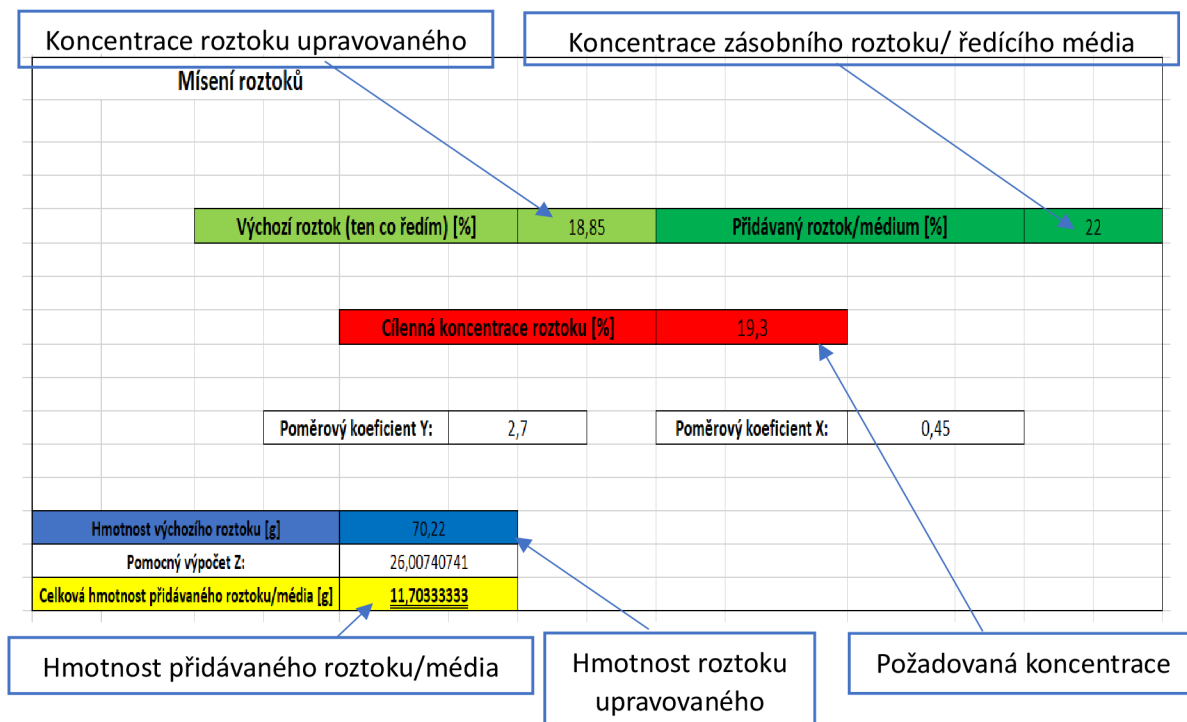 Koncentrace roztoku upravovaného
Koncentrace zásobního roztoku/ ředícího média
Mísení roztoků
Výchozí roztok (ten co ředím) [%] 18,85 Přidávaný roztok/médium [%] 22
Cílenná koncentrace roztoku [%] 19,3
Poměrový koeficient Y: 2,7 Poměrový koeficient X: 0,45
Hmotnost výchozího roztoku [g] 70,22
Pomocný výpočet Z: 26,00740741
Celková hmotnost přidávaného roztoku/média [g] 11,70333333
Hmotnost přidávaného roztoku/média
Hmotnost roztoku
upravovaného
Požadovaná koncentrace